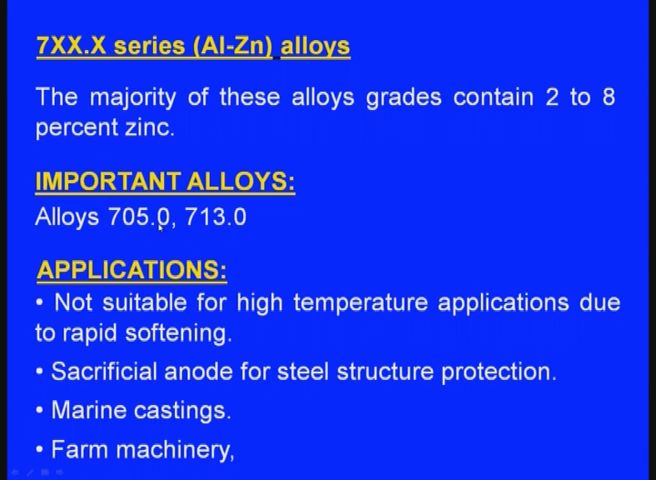 7XX.X series (Al-Zn) alloys
The majority of these alloys grades contain 2 to 8
percent zinc.
IMPORTANT ALLOYS:
Alloys 705.0, 713.0
APPLICATIONS:
• Not suitable for high temperature applications due
to rapid softening.
• Sacrificial anode for steel structure protection.
• Marine castings.
• Farm machinery,